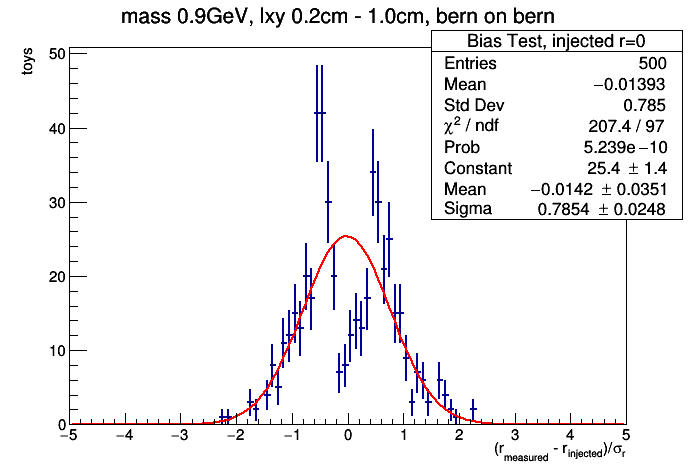 mass 0.9GeV, lxy 0.2cm - 1.0cm, bern on bern
Bias Test, injected r=0
Entries 500
Mean −0.01393
Std Dev 0.785
χ² / ndf 207.4 / 97
Prob 5.239e−10
Constant 25.4 ± 1.4
Mean −0.0142 ± 0.0351
Sigma 0.7854 ± 0.0248
toys
50
40
30
20
10
0
−5 −4 −3 −2 −1 0 1 2 3 4 5
(r_measured - r_injected)/σ_r